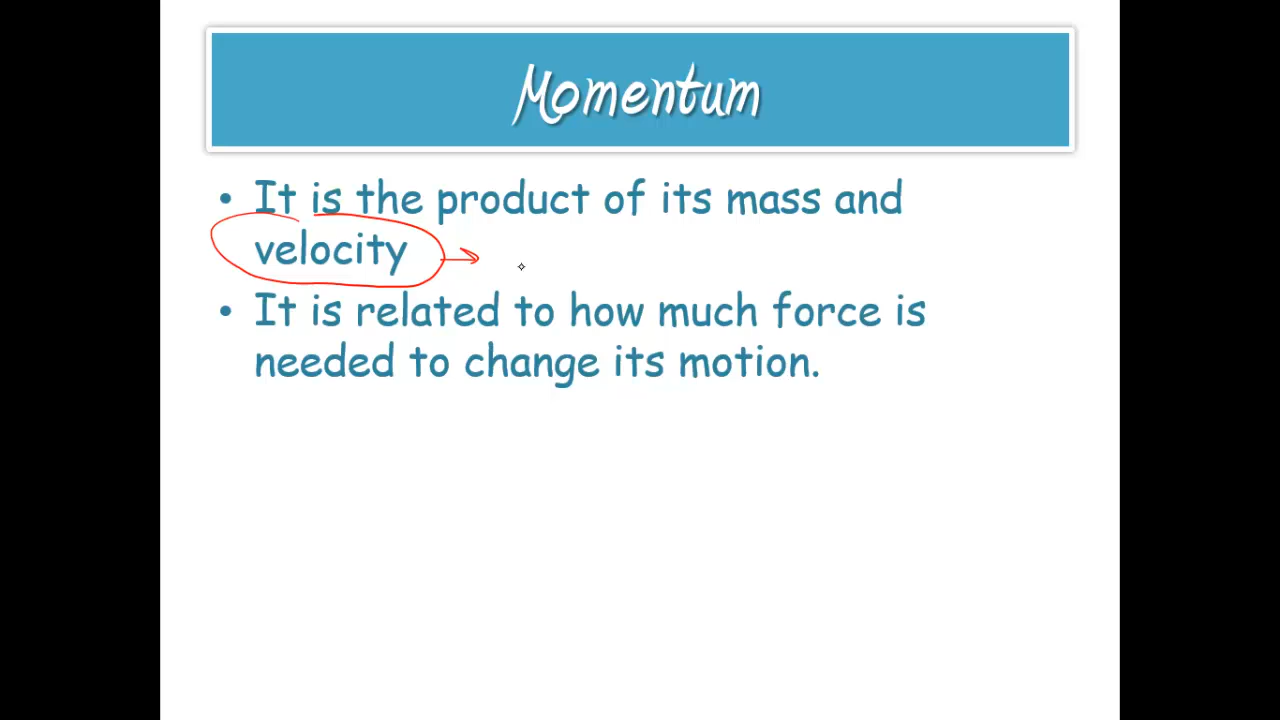 Momentum
• It is the product of its mass and
velocity
• It is related to how much force is
needed to change its motion.